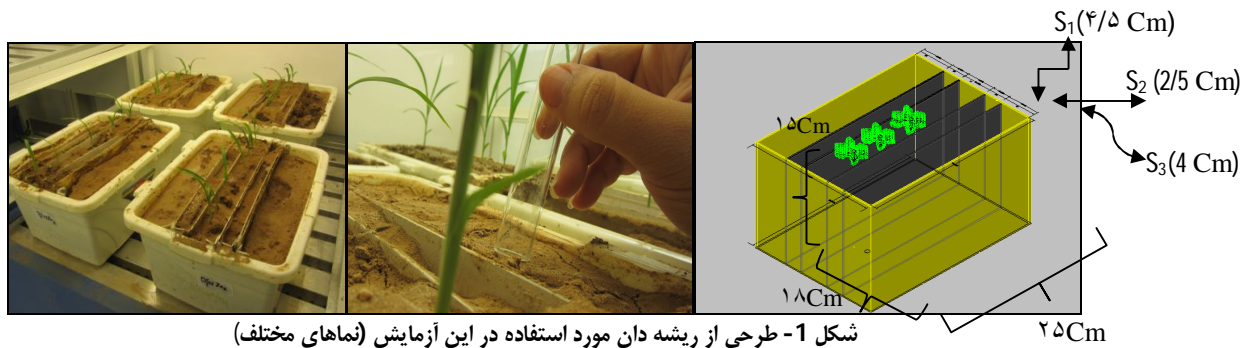 S1(۴/۵ Cm)
S2 (2/5 Cm)
S3(4 Cm)
۱۵Cm
۱۸Cm
۲۵Cm
شکل 1- طرحی از ریشه دان مورد استفاده در این آزمایش (نماهای مختلف)